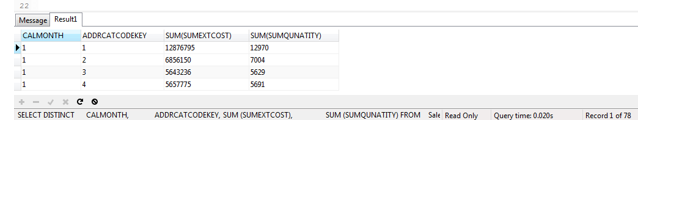 22
Message Result1
CALMONTH ADDRCATCODEKEY SUM(SUMEXTCOST) SUM(SUMQUNATITY)
1 1 12876795 12970
1 2 6856150 7004
1 3 5643236 5629
1 4 5657775 5691
SELECT DISTINCT CALMONTH, ADDRCATCODEKEY, SUM (SUMEXTCOST), SUM (SUMQUNATITY) FROM Sale Read Only Query time: 0.020s Record 1 of 78